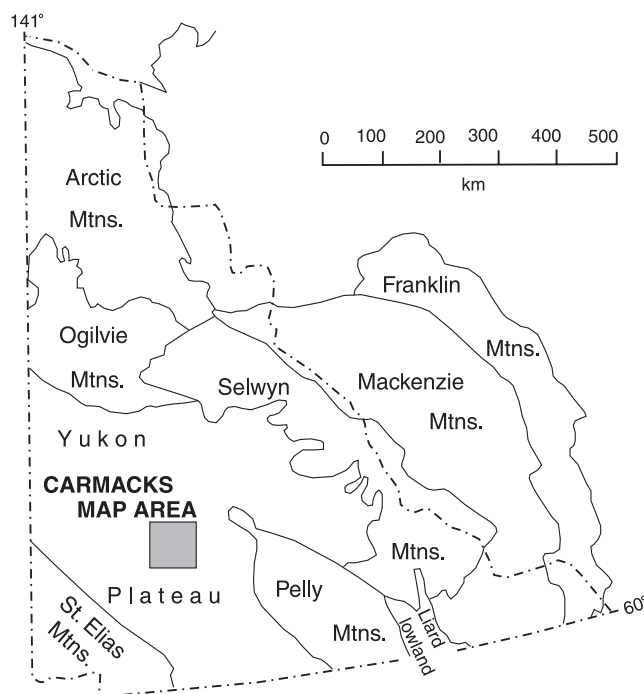 141°
0 100 200 300 400 500
km
Arctic
Mtns.
Franklin
Mtns.
Ogilvie
Mtns.
Selwyn
Mackenzie
Mtns.
Yukon
CARMACKS
MAP AREA
Mtns.
Plateau
Pelly
Mtns.
Liard
lowland
60°
St. Elias
Mtns.